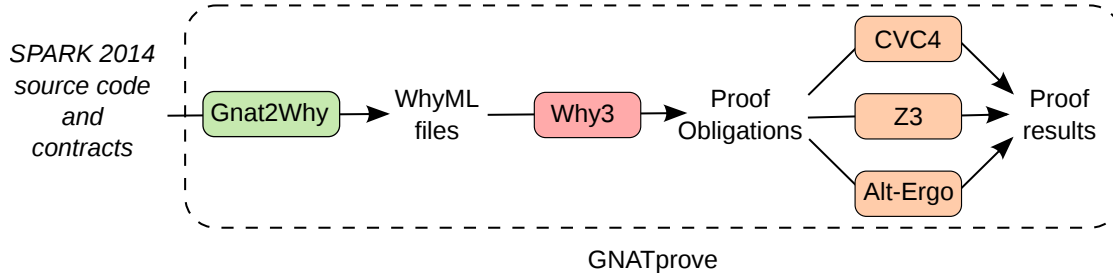 SPARK 2014
source code
and
contracts
Gnat2Why
WhyML
files
Why3
Proof
Obligations
CVC4
Z3
Alt-Ergo
Proof
results
GNATprove